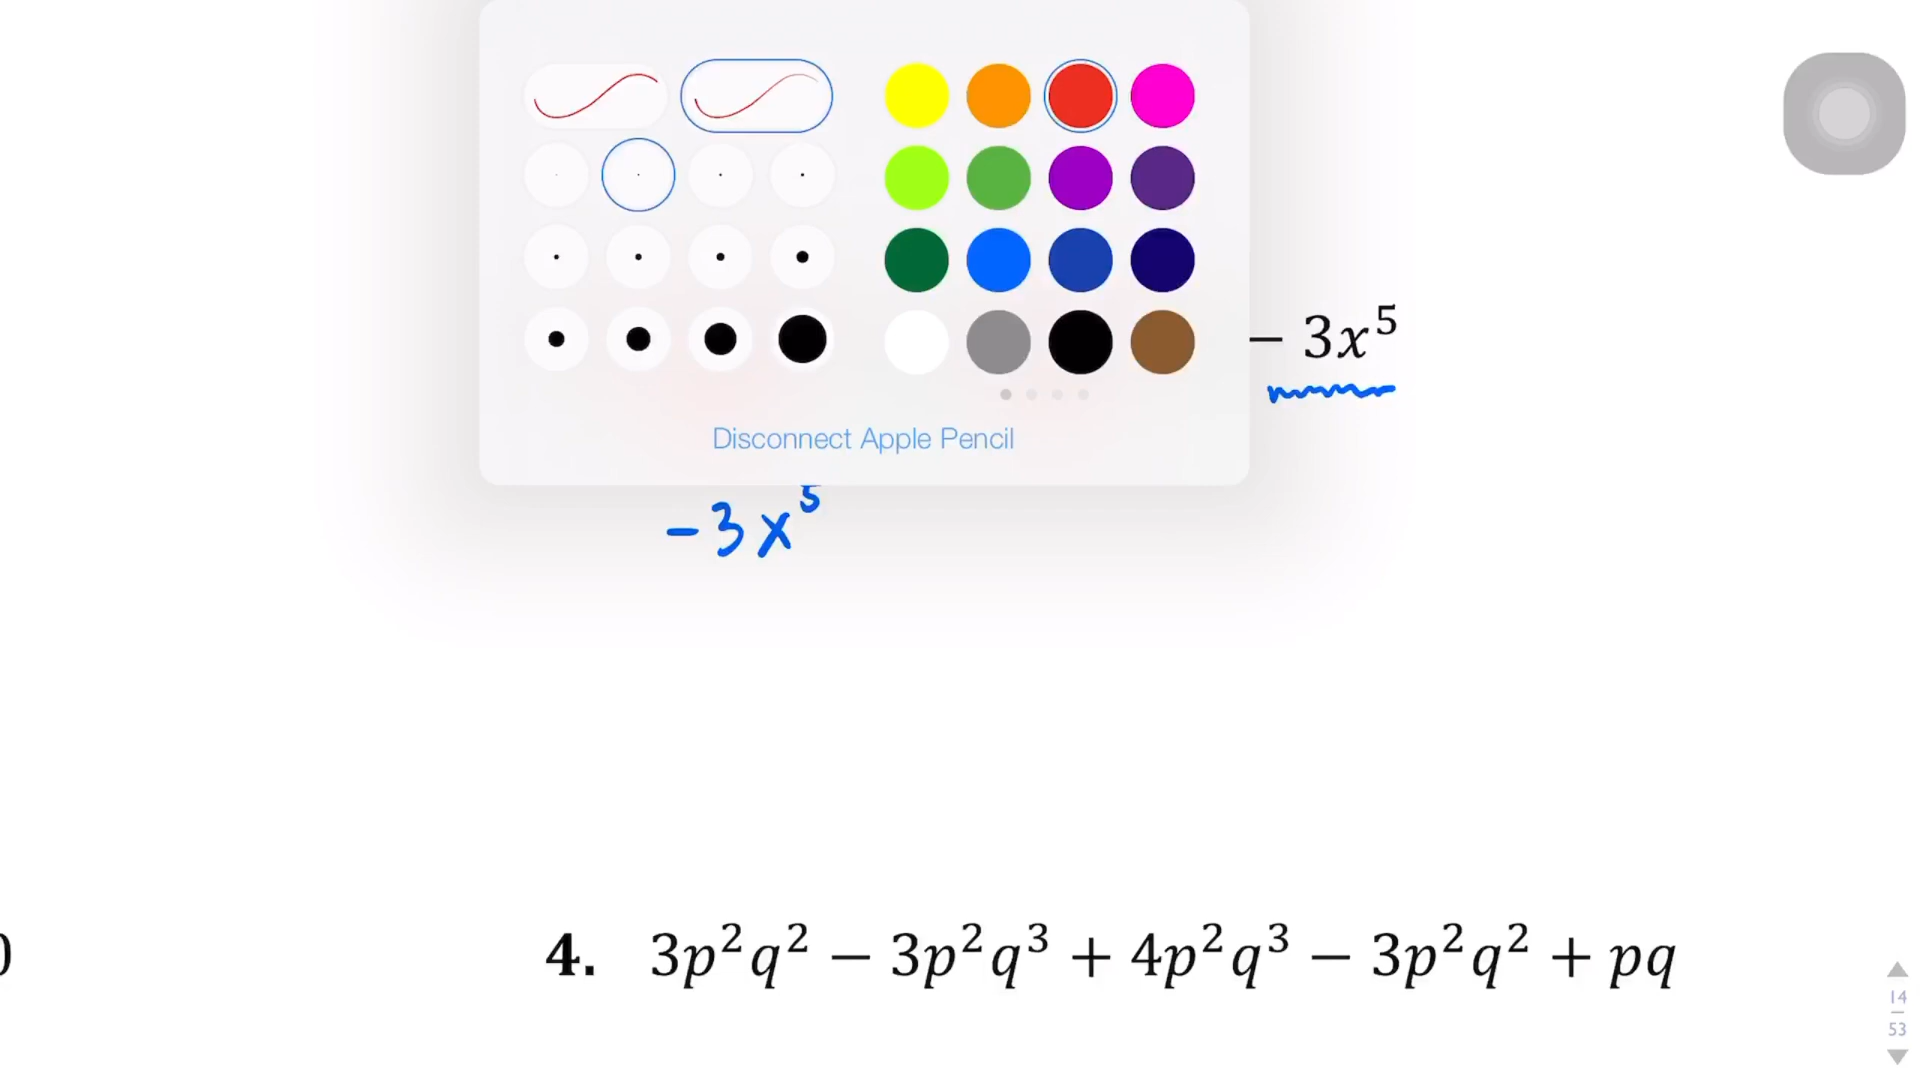 − 3x⁵
Disconnect Apple Pencil
-3x⁵
4. 3p²q² − 3p²q³ + 4p²q³ − 3p²q² + pq
14
53